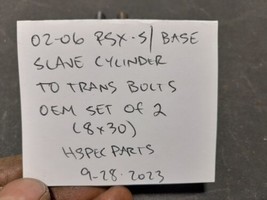 02-06 RSX-S/BASE
SLAVE CYLINDER
TO TRANS BOLTS
OEM SET OF 2
(8x30)
HSPEC PARTS
9-28-2023